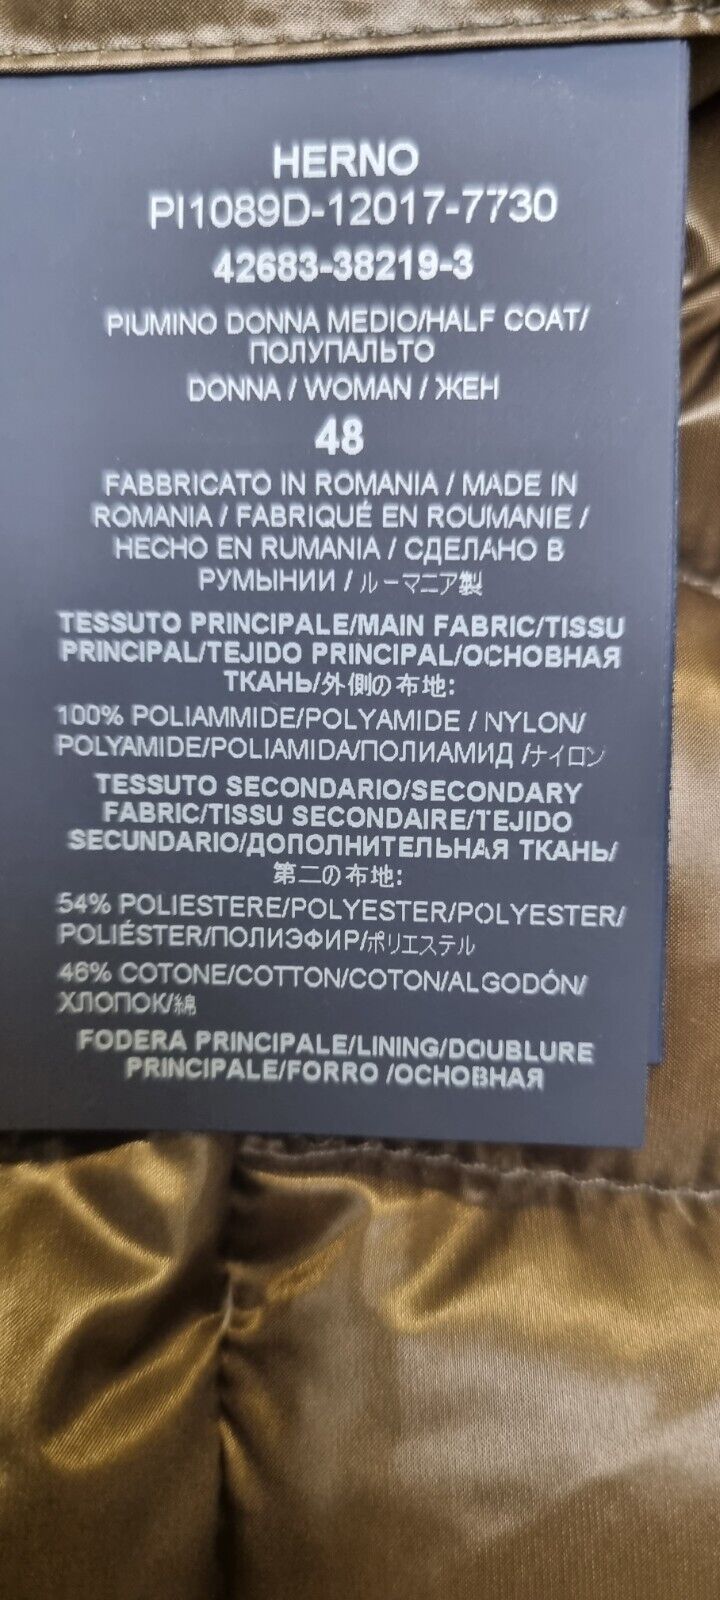 HERNO
PI1089D-12017-7730
42683-38219-3
PIUMINO DONNA MEDIO/HALF COAT/
ПОЛУПАЛЬТО
DONNA / WOMAN / ЖЕН
48
FABBRICATO IN ROMANIA / MADE IN
ROMANIA / FABRIQUÉ EN ROUMANIE /
HECHO EN RUMANIA / СДЕЛАНО В
РУМЫНИИ / ルーマニア製
TESSUTO PRINCIPALE/MAIN FABRIC/TISSU
PRINCIPAL/TEJIDO PRINCIPAL/ОСНОВНАЯ
ТКАНЬ/外側の布地:
100% POLIAMMIDE/POLYAMIDE / NYLON/
POLYAMIDE/POLIAMIDA/ПОЛИАМИД /ナイロン
TESSUTO SECONDARIO/SECONDARY
FABRIC/TISSU SECONDAIRE/TEJIDO
SECUNDARIO/ДОПОЛНИТЕЛЬНАЯ ТКАНЬ/
第二の布地:
54% POLIESTERE/POLYESTER/POLYESTER/
POLIÉSTER/ПОЛИЭФИР/ポリエステル
46% COTONE/COTTON/COTON/ALGODÓN/
ХЛОПОК/綿
FODERA PRINCIPALE/LINING/DOUBLURE
PRINCIPALE/FORRO /ОСНОВНАЯ